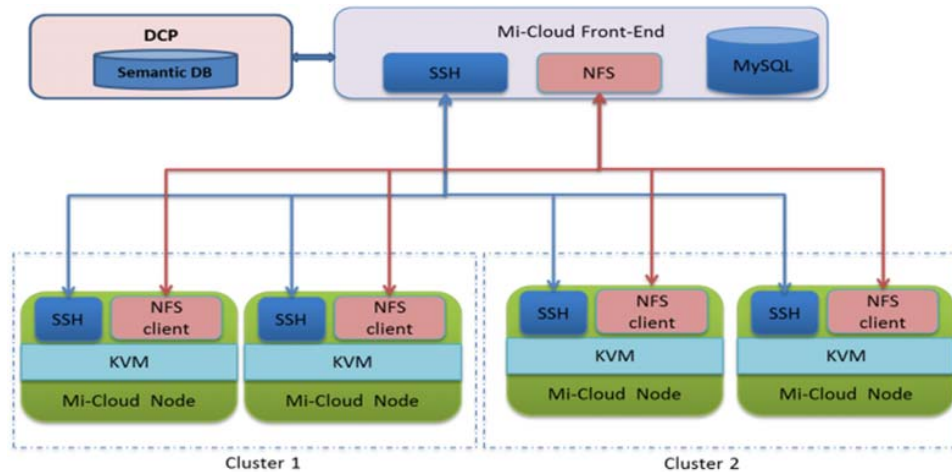 DCP
Semantic DB
Mi-Cloud Front-End
SSH
NFS
MySQL
SSH
NFS
client
KVM
Mi-Cloud Node
SSH
NFS
client
KVM
Mi-Cloud Node
SSH
NFS
client
KVM
Mi-Cloud Node
SSH
NFS
client
KVM
Mi-Cloud Node
Cluster 1
Cluster 2